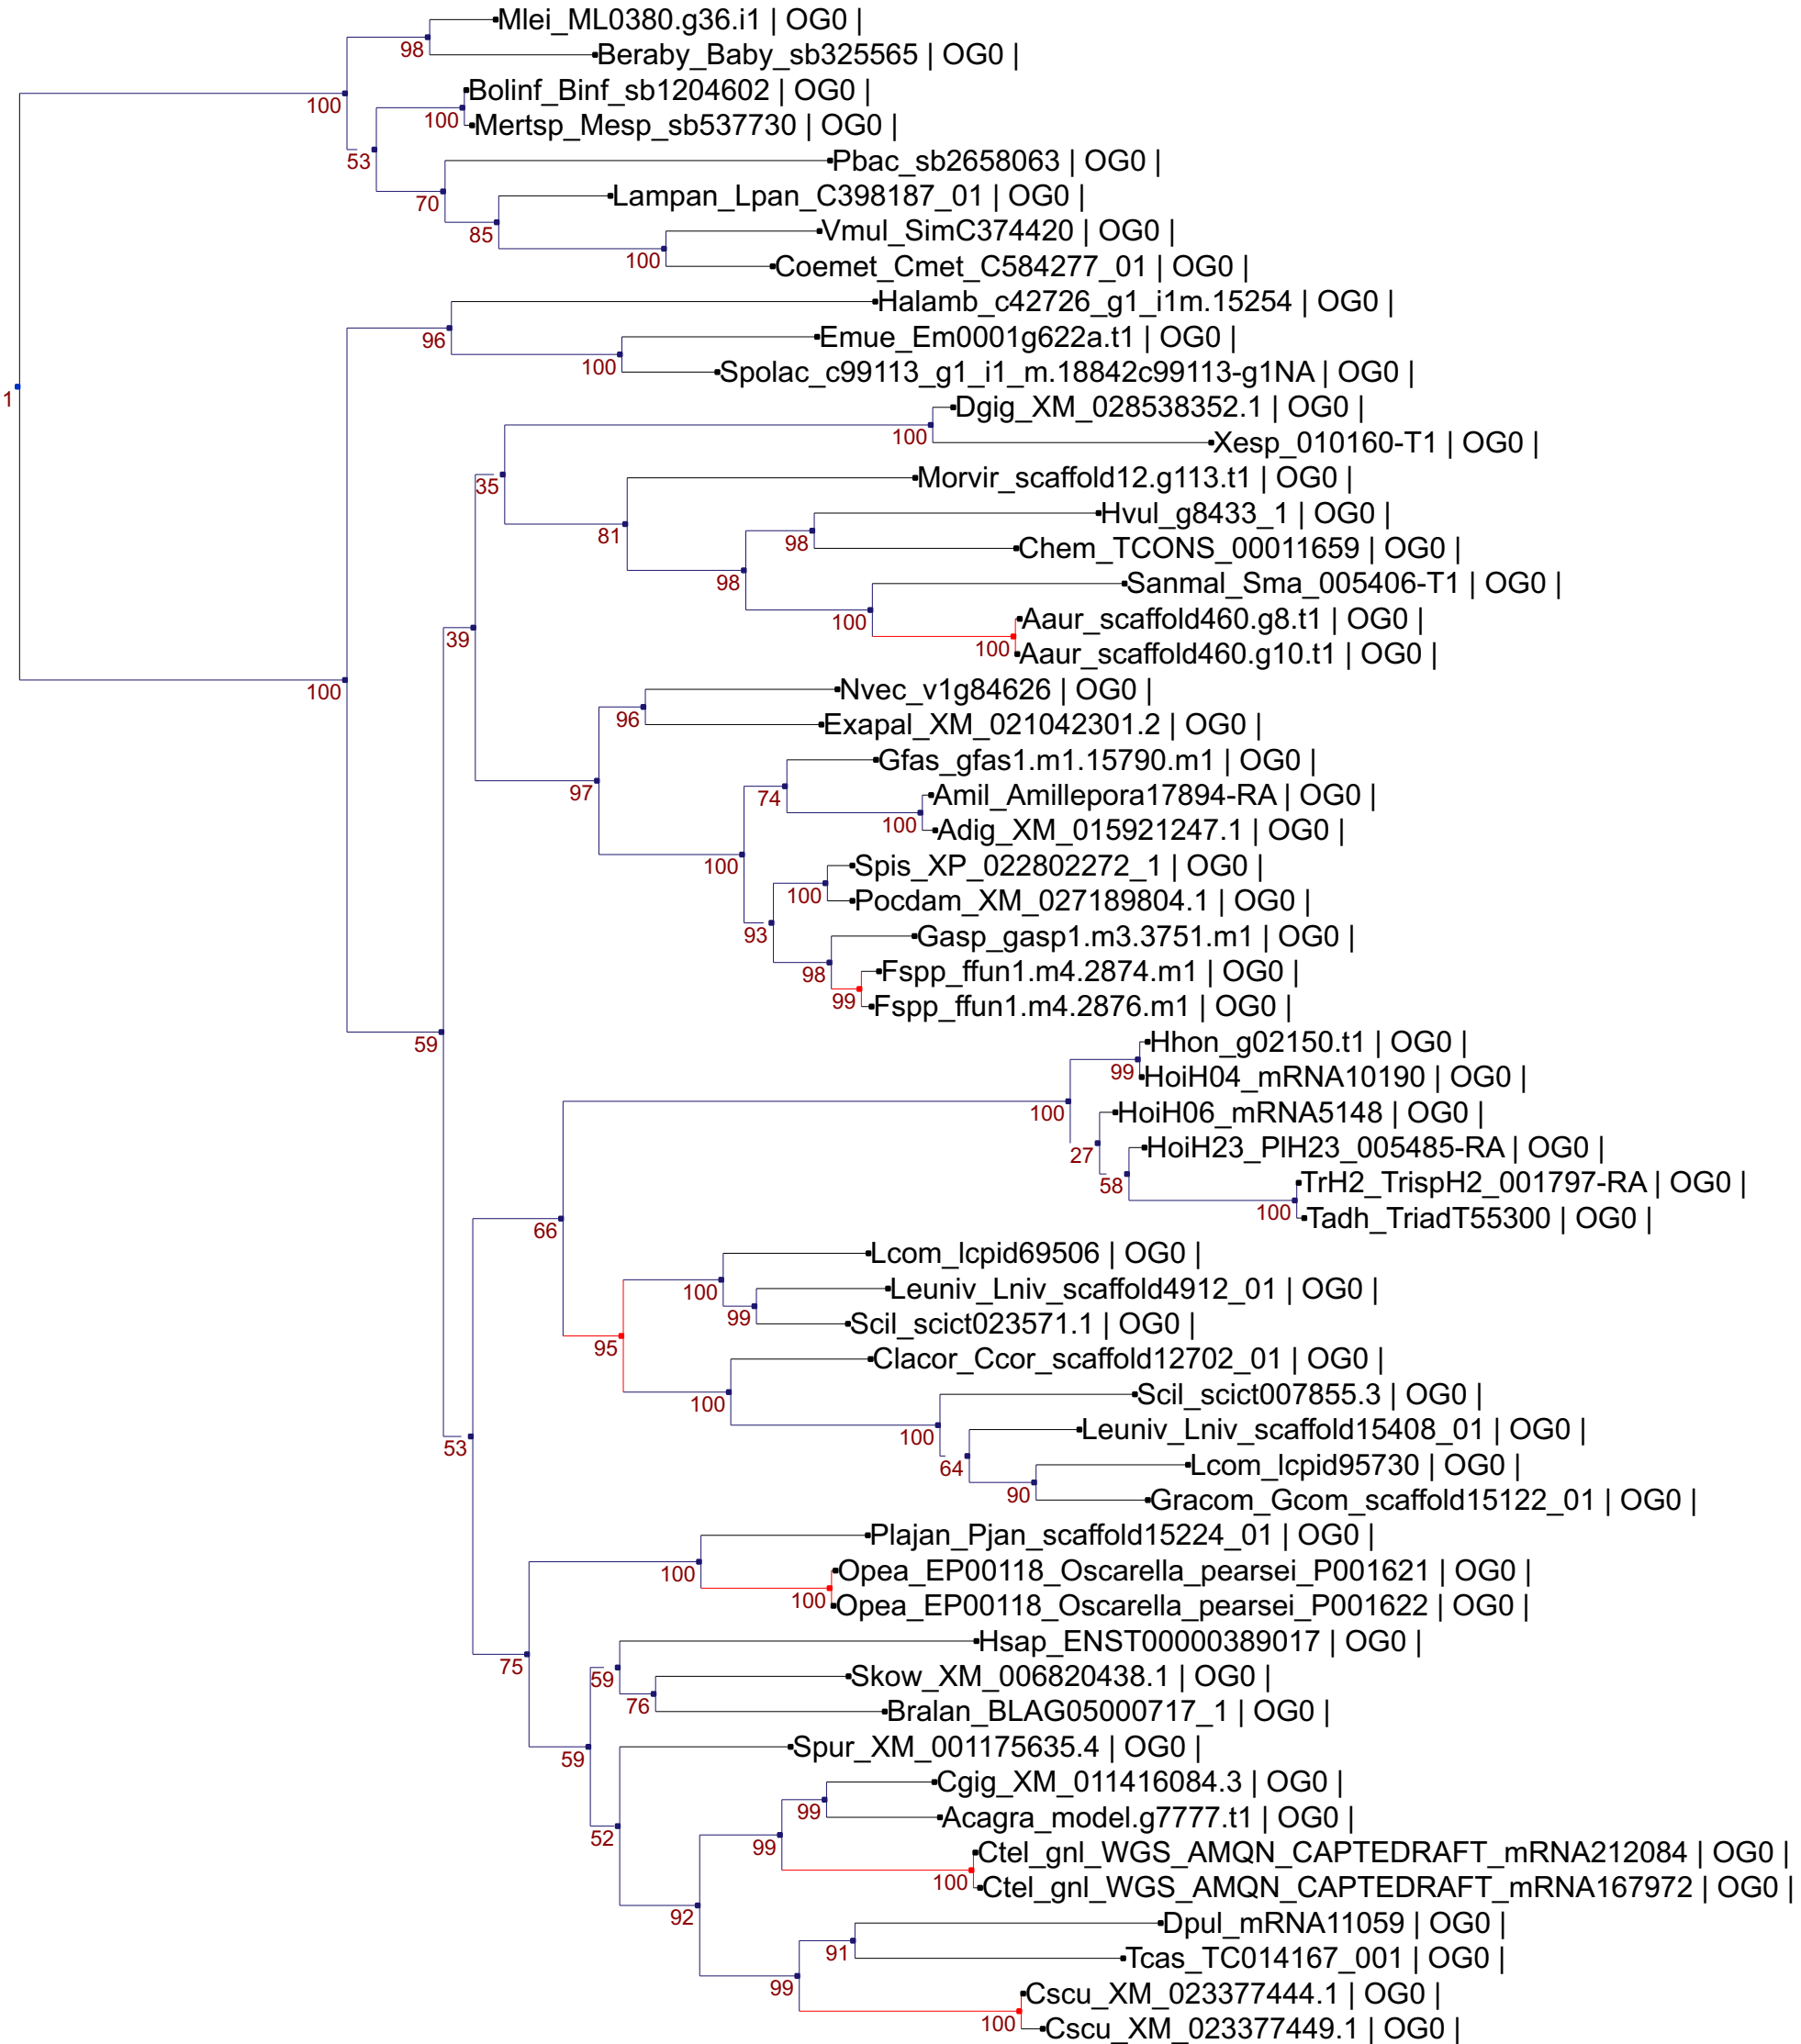 Mlei_ML0380.g36.i1 | OG0 |
98
Beraby_Baby_sb325565 | OG0 |
Bolinf_Binf_sb1204602 | OG0 |
100
100
Mertsp_Mesp_sb537730 | OG0 |
53
Pbac_sb2658063 | OG0 |
70
Lampan_Lpan_C398187_01 | OG0 |
85
Vmul_SimC374420 | OG0 |
100
Coemet_Cmet_C584277_01 | OG0 |
Halamb_c42726_g1_i1m.15254 | OG0 |
96
Emue_Em0001g622a.t1 | OG0 |
100
Spolac_c99113_g1_i1_m.18842c99113-g1NA | OG0 |
1
Dgig_XM_028538352.1 | OG0 |
100
Xesp_010160-T1 | OG0 |
35
Morvir_scaffold12.g113.t1 | OG0 |
81
Hvul_g8433_1 | OG0 |
98
Chem_TCONS_00011659 | OG0 |
98
Sanmal_Sma_005406-T1 | OG0 |
100
Aaur_scaffold460.g8.t1 | OG0 |
39
100
Aaur_scaffold460.g10.t1 | OG0 |
100
Nvec_v1g84626 | OG0 |
96
Exapal_XM_021042301.2 | OG0 |
Gfas_gfas1.m1.15790.m1 | OG0 |
97
74
Amil_Amillepora17894-RA | OG0 |
100
Adig_XM_015921247.1 | OG0 |
100
Spis_XP_022802272_1 | OG0 |
100
Pocdam_XM_027189804.1 | OG0 |
93
Gasp_gasp1.m3.3751.m1 | OG0 |
98
Fspp_ffun1.m4.2874.m1 | OG0 |
99
Fspp_ffun1.m4.2876.m1 | OG0 |
59
Hhon_g02150.t1 | OG0 |
99
HoiH04_mRNA10190 | OG0 |
100
HoiH06_mRNA5148 | OG0 |
27
HoiH23_PlH23_005485-RA | OG0 |
58
TrH2_TrispH2_001797-RA | OG0 |
100
Tadh_TriadT55300 | OG0 |
66
Lcom_lcpid69506 | OG0 |
100
Leuniv_Lniv_scaffold4912_01 | OG0 |
99
Scil_scict023571.1 | OG0 |
95
Clacor_Ccor_scaffold12702_01 | OG0 |
100
Scil_scict007855.3 | OG0 |
100
Leuniv_Lniv_scaffold15408_01 | OG0 |
53
64
Lcom_lcpid95730 | OG0 |
90
Gracom_Gcom_scaffold15122_01 | OG0 |
Plajan_Pjan_scaffold15224_01 | OG0 |
100
Opea_EP00118_Oscarella_pearsei_P001621 | OG0 |
100
Opea_EP00118_Oscarella_pearsei_P001622 | OG0 |
Hsap_ENST00000389017 | OG0 |
75
59
Skow_XM_006820438.1 | OG0 |
76
Bralan_BLAG05000717_1 | OG0 |
59
Spur_XM_001175635.4 | OG0 |
Cgig_XM_011416084.3 | OG0 |
99
Acagra_model.g7777.t1 | OG0 |
52
99
Ctel_gnl_WGS_AMQN_CAPTEDRAFT_mRNA212084 | OG0 |
100
Ctel_gnl_WGS_AMQN_CAPTEDRAFT_mRNA167972 | OG0 |
92
Dpul_mRNA11059 | OG0 |
91
Tcas_TC014167_001 | OG0 |
99
Cscu_XM_023377444.1 | OG0 |
100
Cscu_XM_023377449.1 | OG0 |